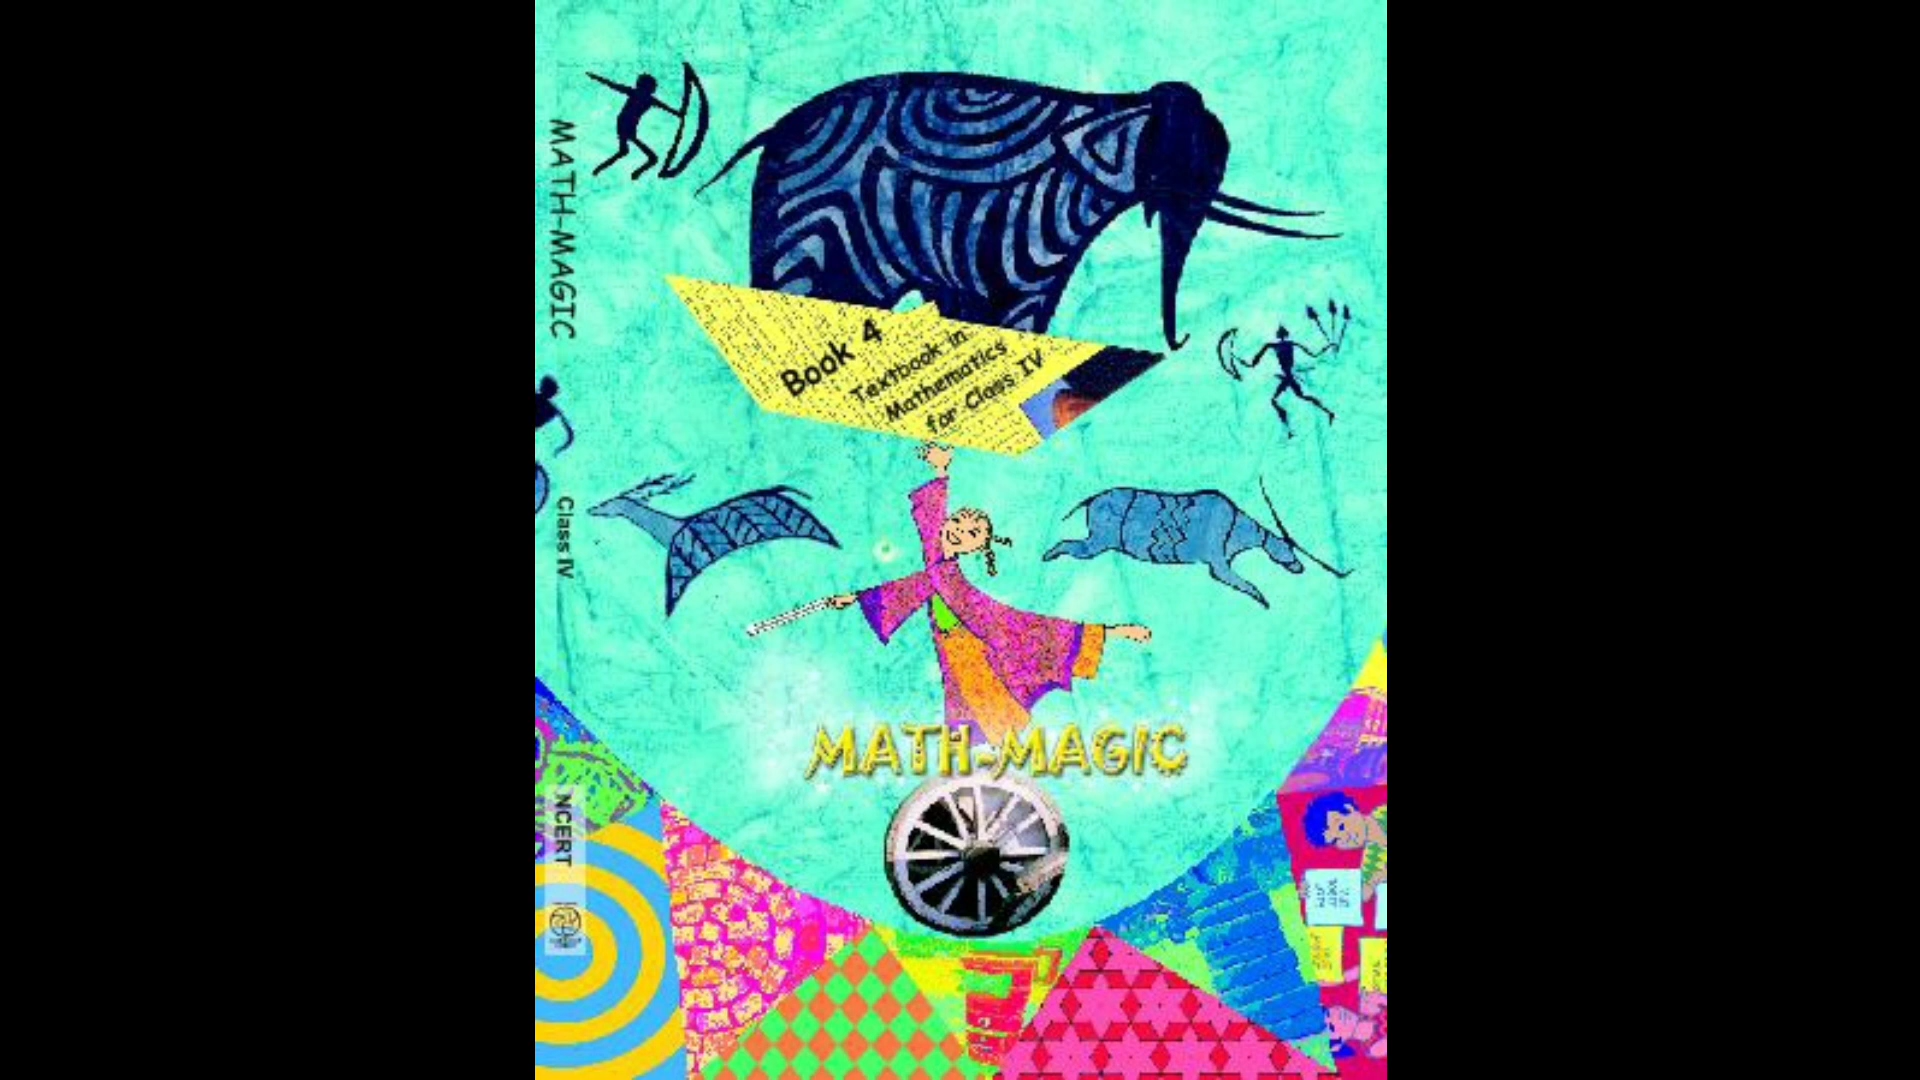 MATH-MAGIC
Class IV
NCERT
Book 4
Textbook in
Mathematics
for Class IV
MATH-MAGIC